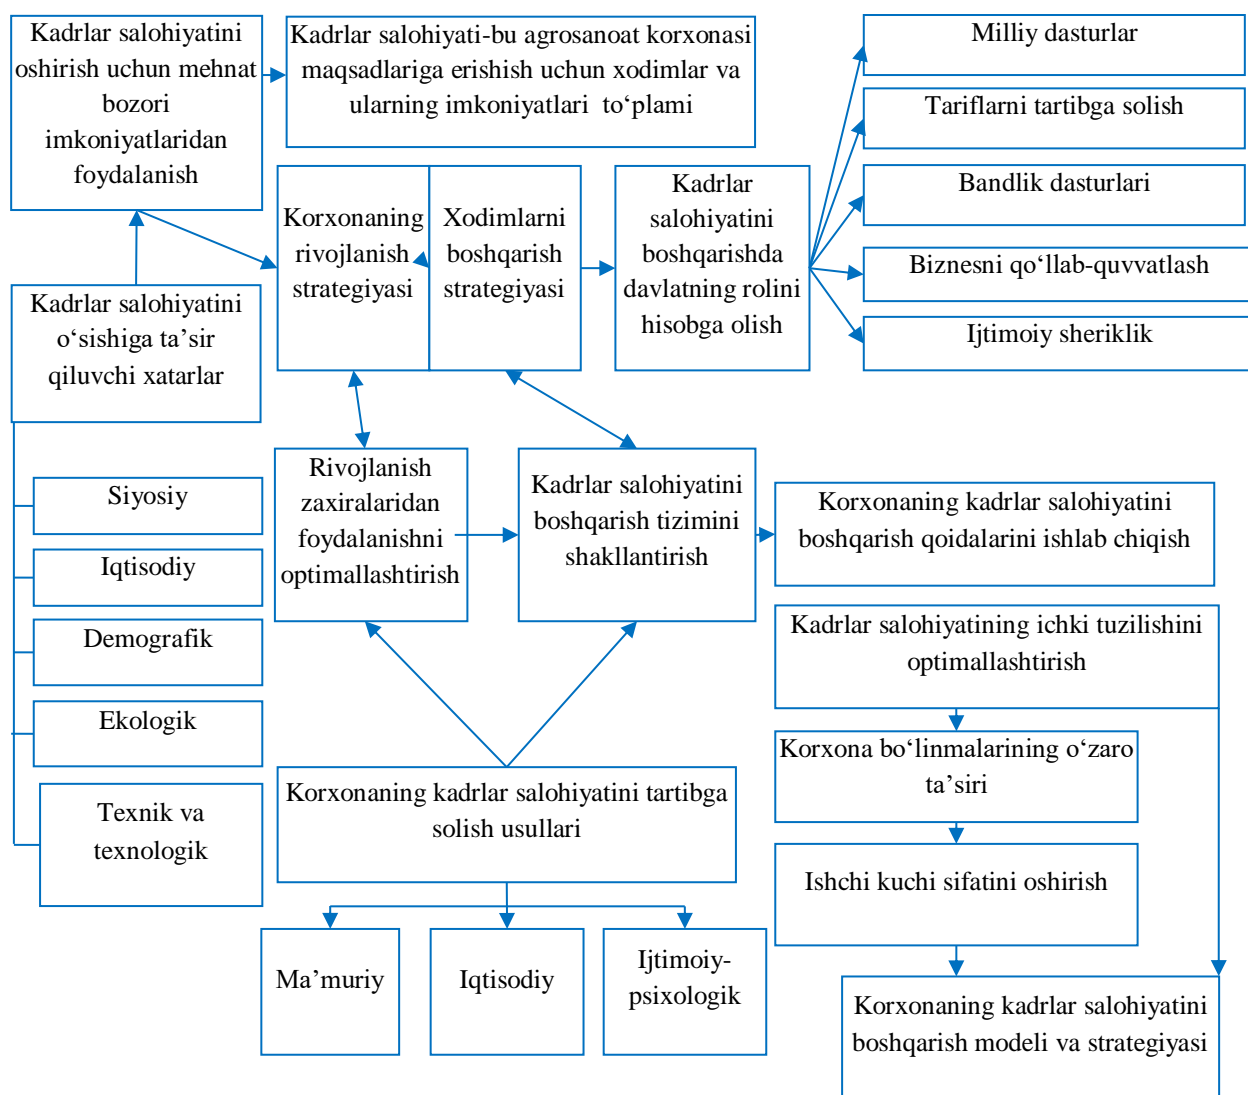 Kadrlar salohiyatini
oshirish uchun mehnat
bozori
imkoniyatlaridan
foydalanish
Kadrlar salohiyati-bu agrosanoat korxonasi
maqsadlariga erishish uchun xodimlar va
ularning imkoniyatlari to‘plami
Milliy dasturlar
Tariflarni tartibga solish
Bandlik dasturlari
Biznesni qo‘llab-quvvatlash
Ijtimoiy sheriklik
Korxonaning
rivojlanish
strategiyasi
Xodimlarni
boshqarish
strategiyasi
Kadrlar
salohiyatini
boshqarishda
davlatning rolini
hisobga olish
Kadrlar salohiyatini
o‘sishiga ta’sir
qiluvchi xatarlar
Siyosiy
Iqtisodiy
Demografik
Ekologik
Texnik va
texnologik
Rivojlanish
zaxiralaridan
foydalanishni
optimallashtirish
Kadrlar salohiyatini
boshqarish tizimini
shakllantirish
Korxonaning kadrlar salohiyatini
boshqarish qoidalarini ishlab chiqish
Kadrlar salohiyatining ichki tuzilishini
optimallashtirish
Korxona bo‘linmalarining o‘zaro
ta’siri
Ishchi kuchi sifatini oshirish
Korxonaning kadrlar salohiyatini
boshqarish modeli va strategiyasi
Korxonaning kadrlar salohiyatini tartibga
solish usullari
Ma’muriy
Iqtisodiy
Ijtimoiy-
psixologik